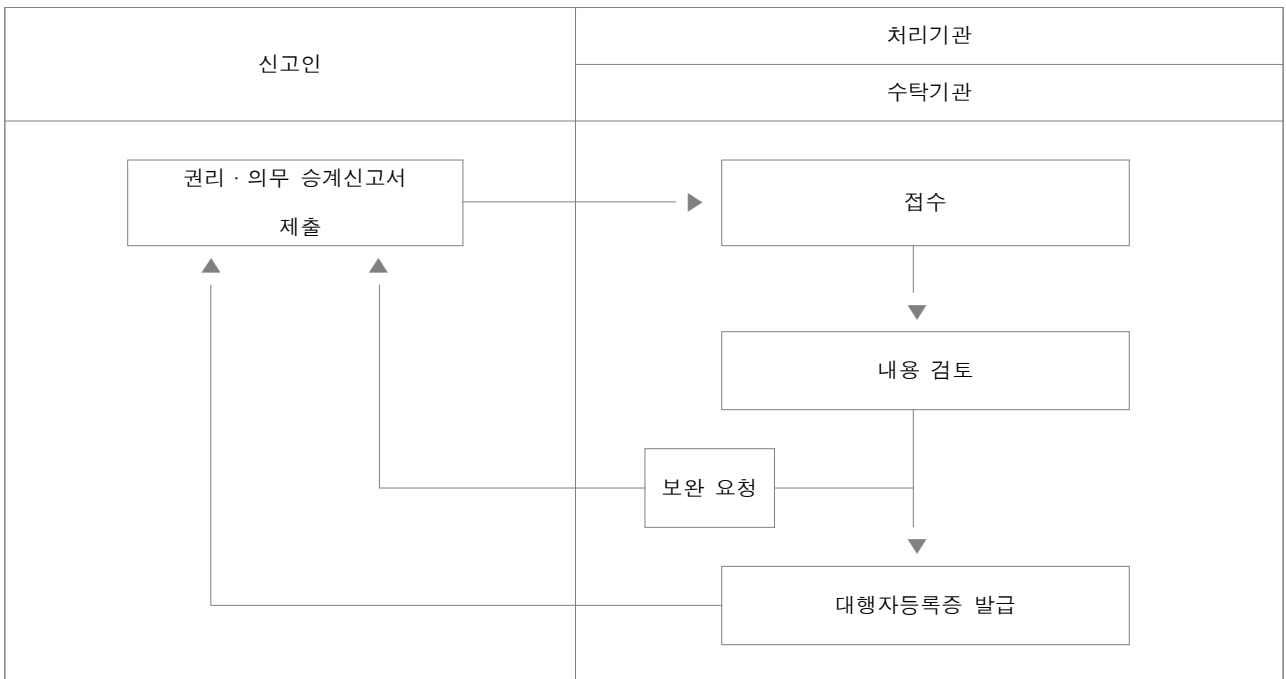 신고인
처리기관
수탁기관
권리 · 의무 승계신고서
제출
접수
내용 검토
보완 요청
대행자등록증 발급